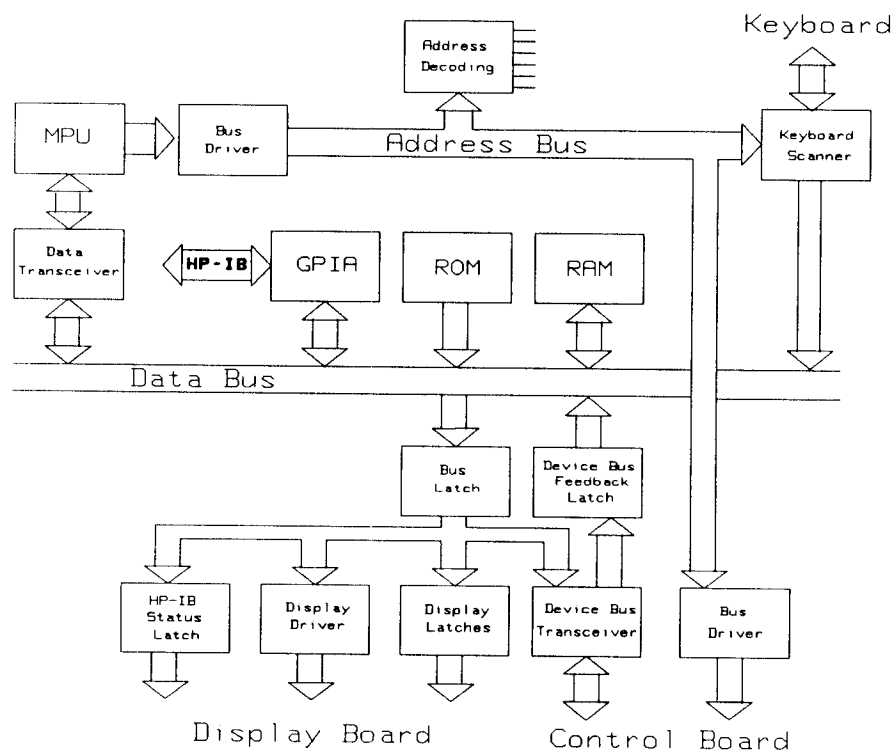 Keyboard
Address
Decoding
MPU
Bus
Driver
Address Bus
Keyboard
Scanner
Data
Transceiver
HP-IB
GPIA
ROM
RAM
Data Bus
Bus
Latch
Device Bus
Feedback
Latch
HP-IB
Status
Latch
Display
Driver
Display
Latches
Device Bus
Transceiver
Bus
Driver
Display Board
Control Board